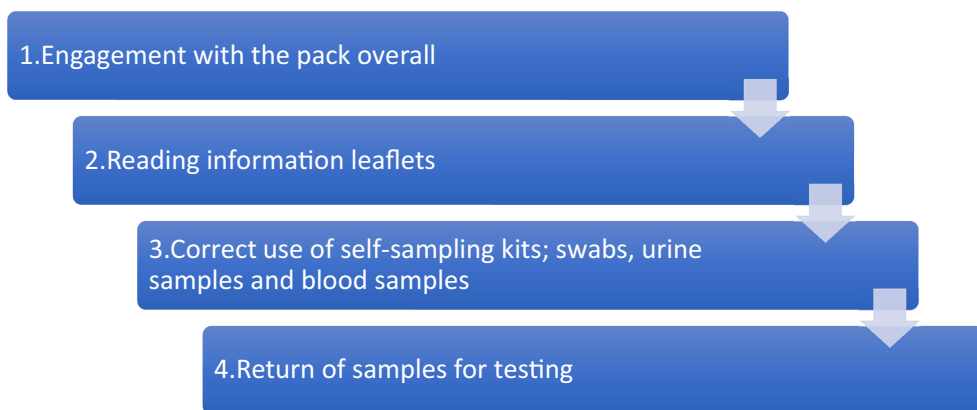 1.Engagement with the pack overall
2.Reading information leaflets
3.Correct use of self-sampling kits; swabs, urine
samples and blood samples
4.Return of samples for testing